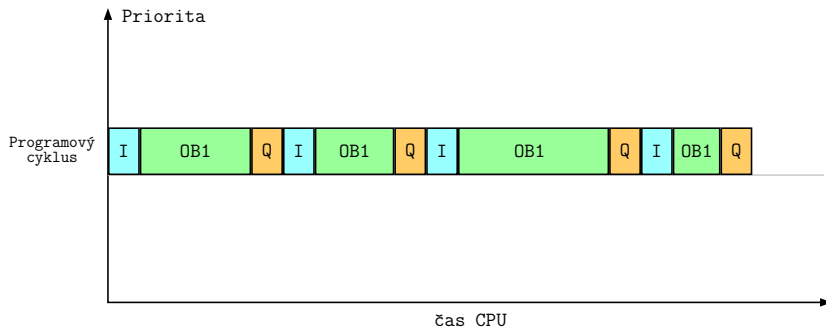 Priorita
Programový
cyklus
I OB1 Q I OB1 Q I OB1 Q I OB1 Q
čas CPU